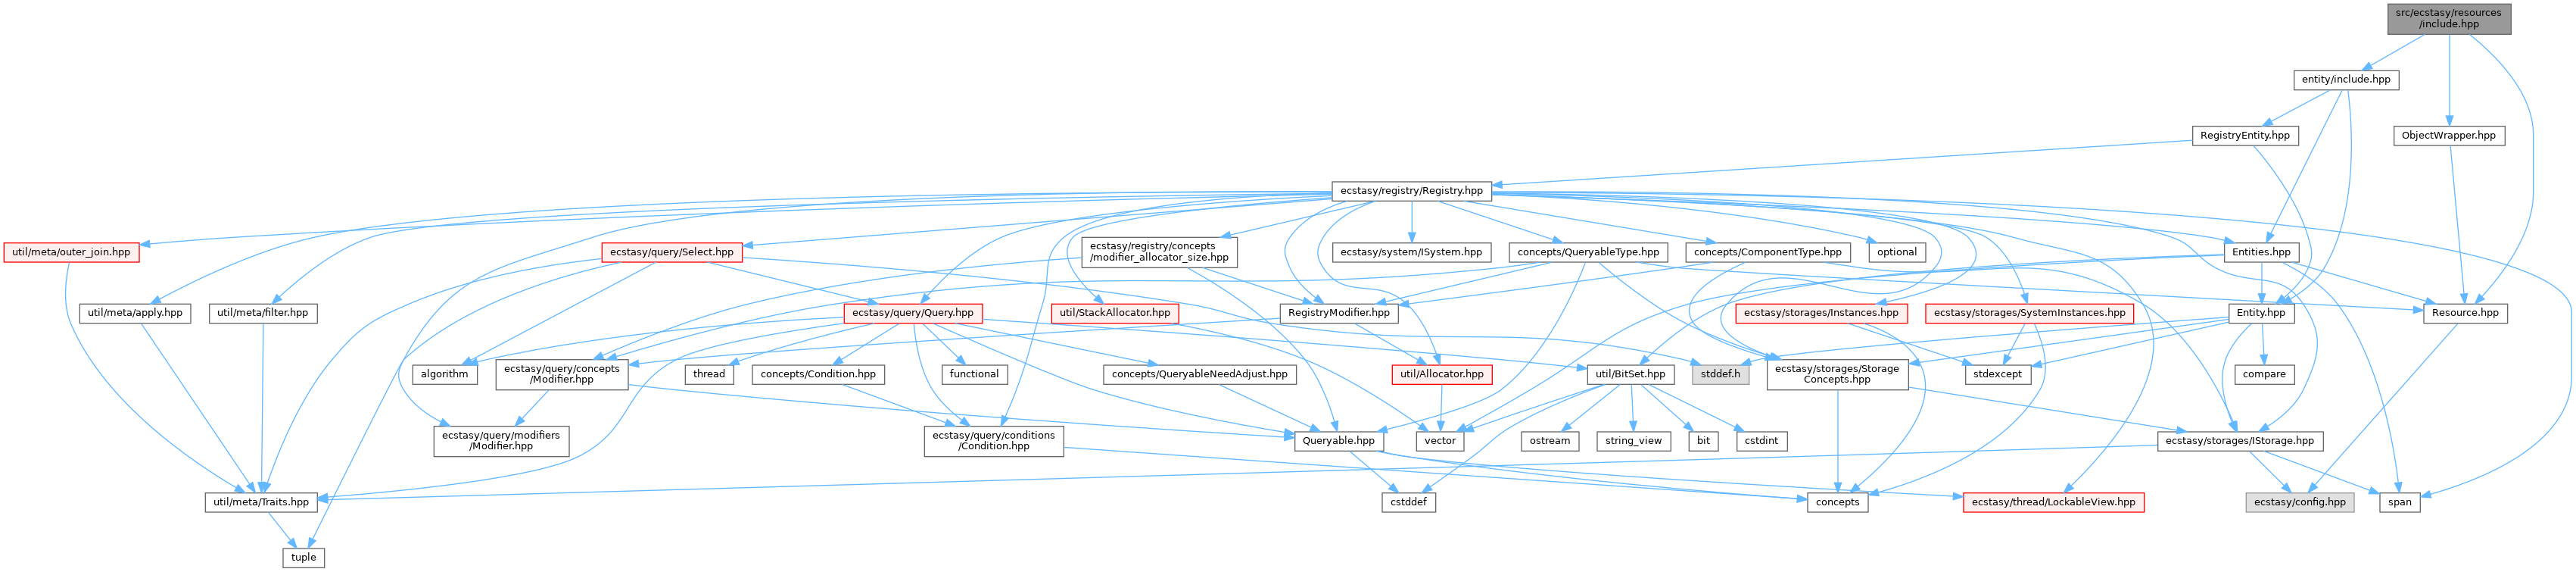 src/ecstasy/resources
/include.hpp
entity/include.hpp
RegistryEntity.hpp
ObjectWrapper.hpp
ecstasy/registry/Registry.hpp
util/meta/outer_join.hpp
ecstasy/query/Select.hpp
ecstasy/registry/concepts
/modifier_allocator_size.hpp
ecstasy/system/ISystem.hpp
concepts/QueryableType.hpp
concepts/ComponentType.hpp
optional
Entities.hpp
util/meta/apply.hpp
util/meta/filter.hpp
ecstasy/query/Query.hpp
util/StackAllocator.hpp
RegistryModifier.hpp
ecstasy/storages/Instances.hpp
ecstasy/storages/SystemInstances.hpp
Entity.hpp
Resource.hpp
algorithm
ecstasy/query/concepts
/Modifier.hpp
thread
concepts/Condition.hpp
functional
concepts/QueryableNeedAdjust.hpp
util/Allocator.hpp
util/BitSet.hpp
stddef.h
ecstasy/storages/Storage
Concepts.hpp
stdexcept
compare
ecstasy/query/modifiers
/Modifier.hpp
ecstasy/query/conditions
/Condition.hpp
Queryable.hpp
vector
ostream
string_view
bit
cstdint
ecstasy/storages/IStorage.hpp
util/meta/Traits.hpp
cstddef
concepts
ecstasy/thread/LockableView.hpp
ecstasy/config.hpp
span
tuple